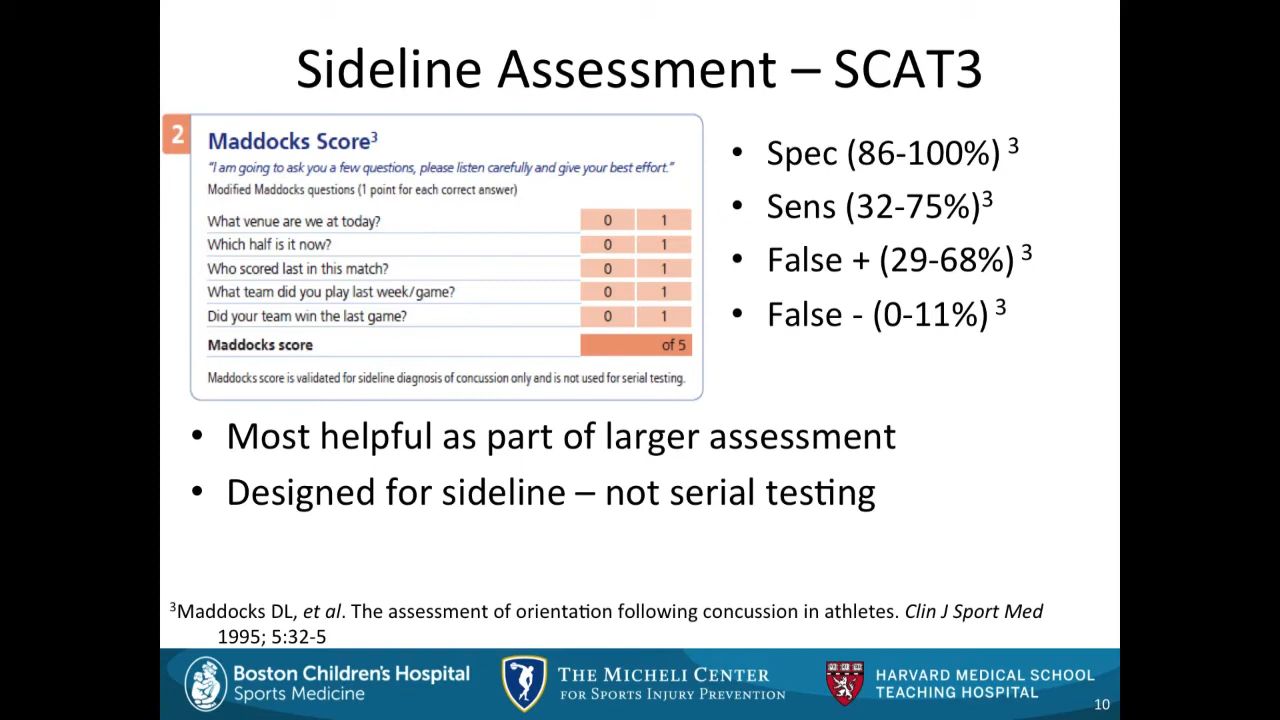 Sideline Assessment – SCAT3
2
Maddocks Score³
"I am going to ask you a few questions, please listen carefully and give your best effort."
Modified Maddocks questions (1 point for each correct answer)
What venue are we at today? 0 1
Which half is it now? 0 1
Who scored last in this match? 0 1
What team did you play last week/game? 0 1
Did your team win the last game? 0 1
Maddocks score of 5
Maddocks score is validated for sideline diagnosis of concussion only and is not used for serial testing.
• Spec (86-100%) ³
• Sens (32-75%)³
• False + (29-68%) ³
• False - (0-11%) ³
• Most helpful as part of larger assessment
• Designed for sideline – not serial testing
³Maddocks DL, et al. The assessment of orientation following concussion in athletes. Clin J Sport Med
1995; 5:32-5
Boston Children's Hospital
Sports Medicine
THE MICHELI CENTER
FOR SPORTS INJURY PREVENTION
HARVARD MEDICAL SCHOOL
TEACHING HOSPITAL
10